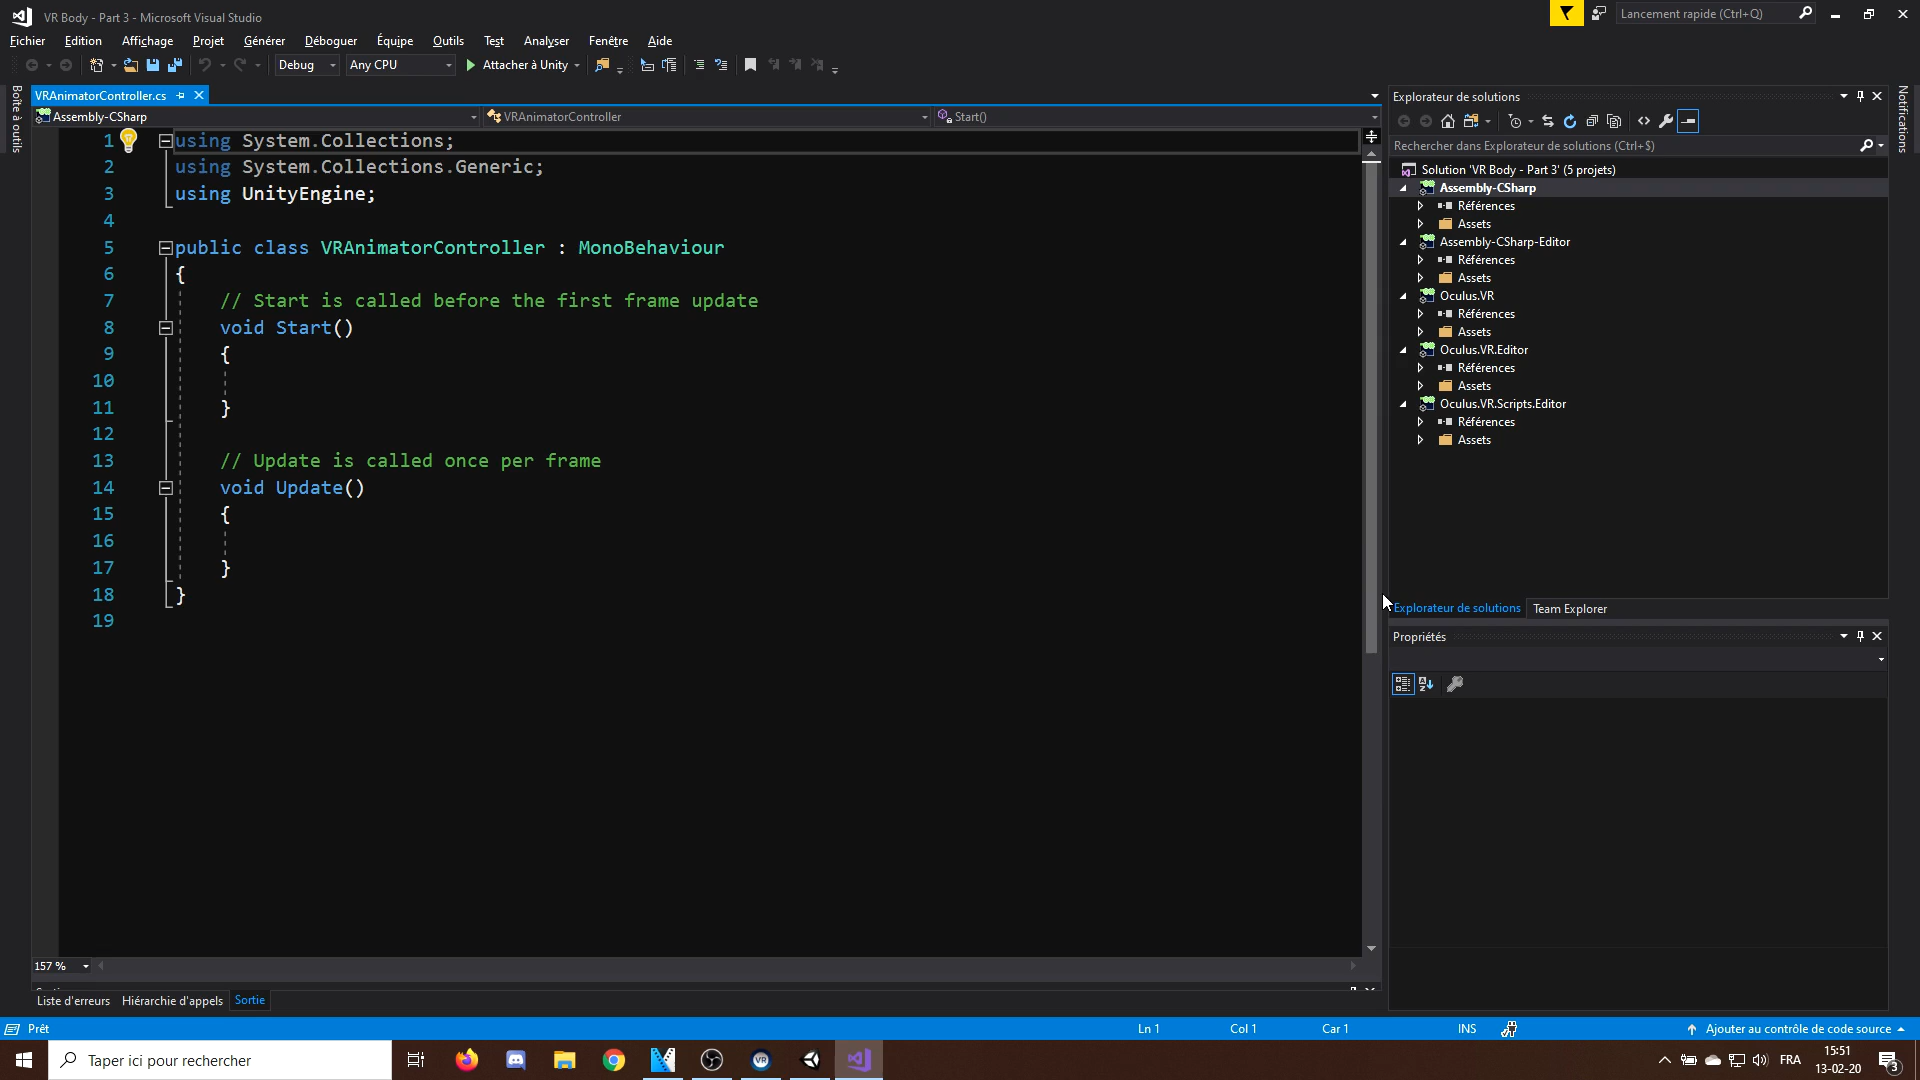 VR Body - Part 3 - Microsoft Visual Studio
Lancement rapide (Ctrl+Q)
Fichier Edition Affichage Projet Générer Déboguer Équipe Outils Test Analyser Fenêtre Aide
Debug Any CPU Attacher à Unity
Boîte à outils
VRAnimatorController.cs
Assembly-CSharp VRAnimatorController Start()
1 using System.Collections;
2 using System.Collections.Generic;
3 using UnityEngine;
4
5 public class VRAnimatorController : MonoBehaviour
6 {
7 // Start is called before the first frame update
8 void Start()
9 {
10
11 }
12
13 // Update is called once per frame
14 void Update()
15 {
16
17 }
18 }
19
157 %
Liste d'erreurs Hiérarchie d'appels Sortie
Explorateur de solutions
Rechercher dans Explorateur de solutions (Ctrl+$)
Solution 'VR Body - Part 3' (5 projets)
Assembly-CSharp
Références
Assets
Assembly-CSharp-Editor
Références
Assets
Oculus.VR
Références
Assets
Oculus.VR.Editor
Références
Assets
Oculus.VR.Scripts.Editor
Références
Assets
Explorateur de solutions Team Explorer
Propriétés
Notifications
Prêt Ln 1 Col 1 Car 1 INS Ajouter au contrôle de code source
Taper ici pour rechercher
VR
FRA
15:51
13-02-20
3